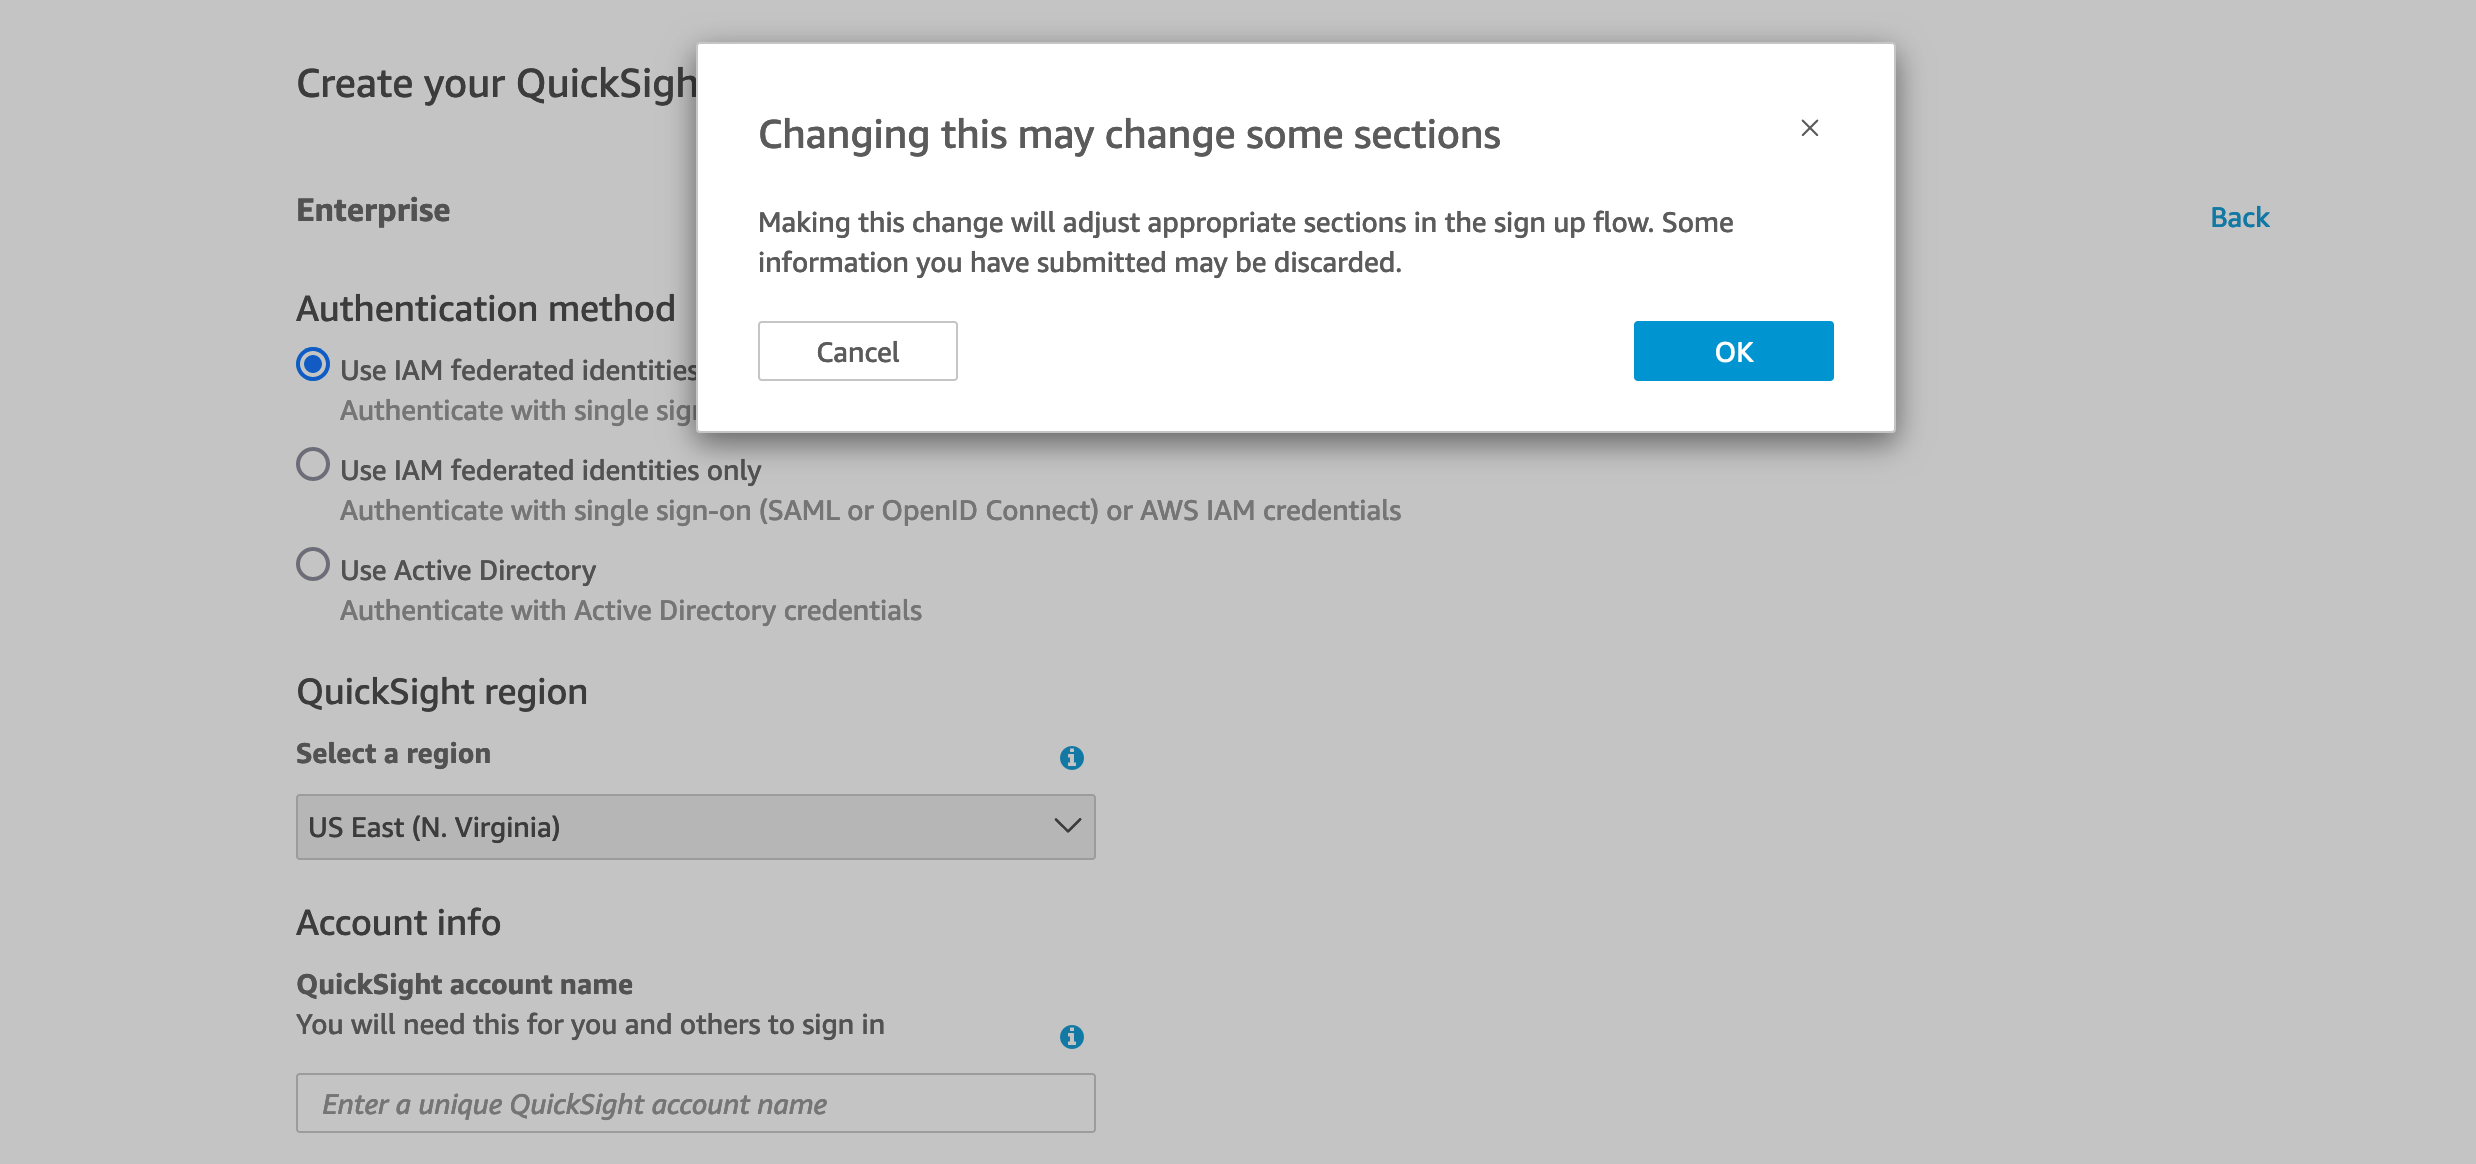 Create your QuickSigh
Changing this may change some sections
Making this change will adjust appropriate sections in the sign up flow. Some
information you have submitted may be discarded.
Cancel
OK
Enterprise
Back
Authentication method
Use IAM federated identities
Authenticate with single sign
Use IAM federated identities only
Authenticate with single sign-on (SAML or OpenID Connect) or AWS IAM credentials
Use Active Directory
Authenticate with Active Directory credentials
QuickSight region
Select a region
US East (N. Virginia)
Account info
QuickSight account name
You will need this for you and others to sign in
Enter a unique QuickSight account name